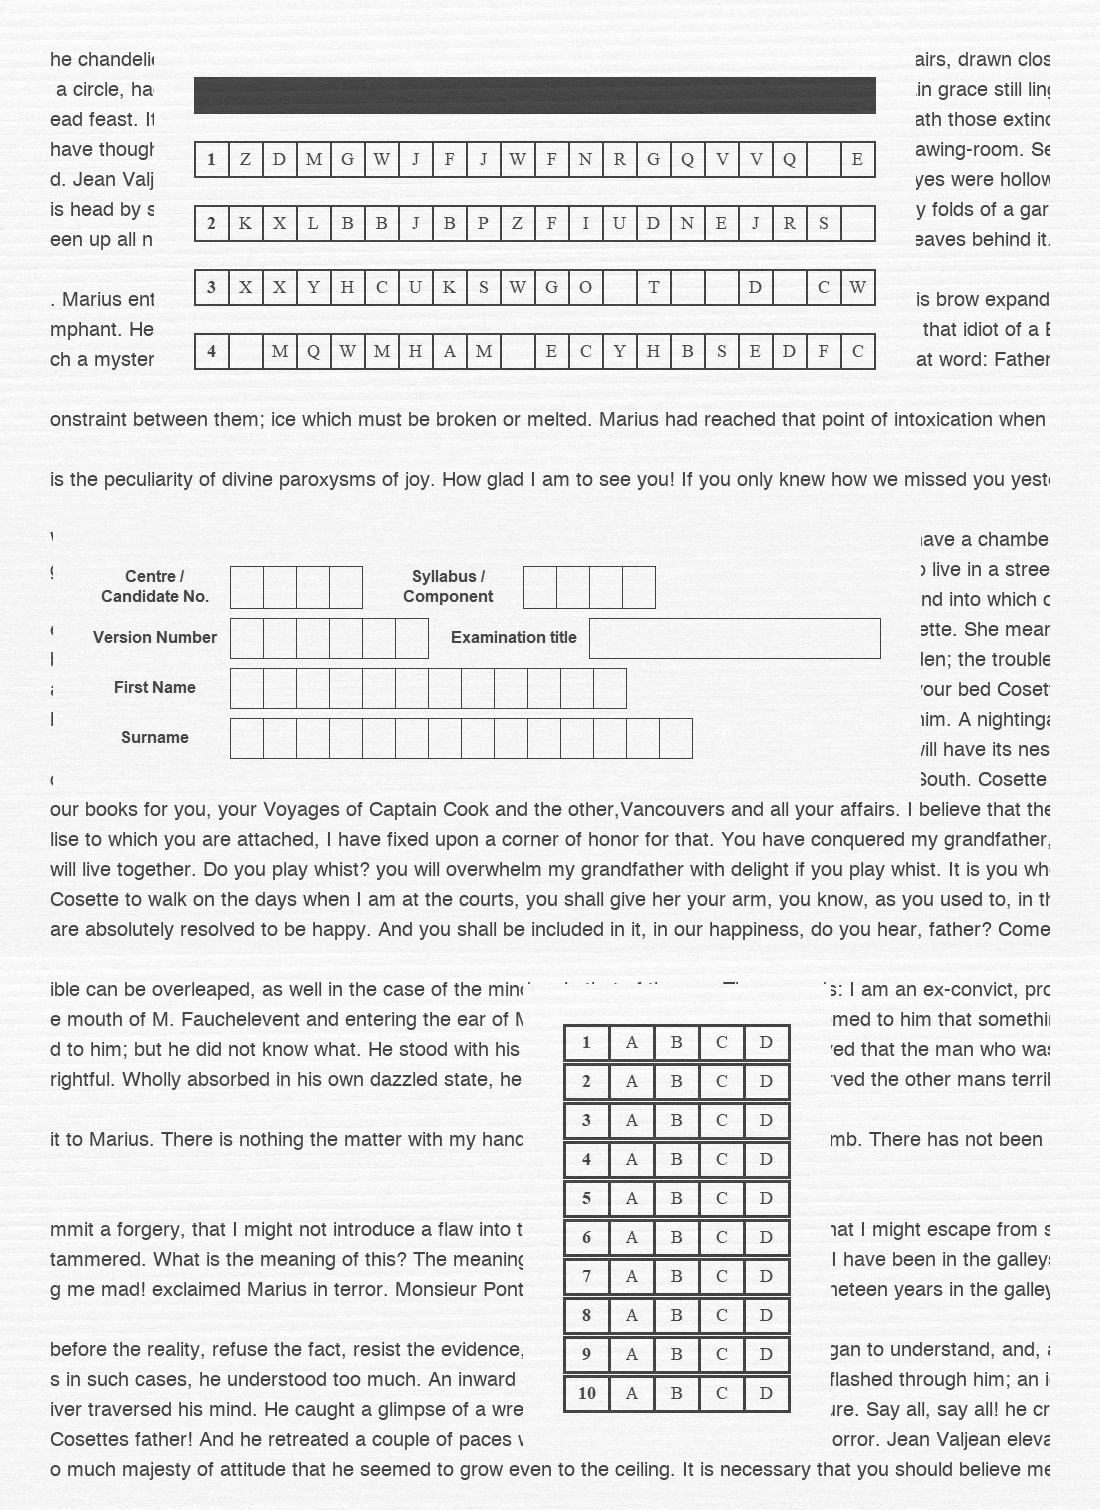 he chandelie airs, drawn clos
a circle, ha in grace still ling
ead feast. It ath those extinc
have though awing-room. Se
d. Jean Valj yes were hollow
is head by s y folds of a gar
een up all n eaves behind it.
1 Z D M G W J F J W F N R G Q V V Q E
2 K X L B B J B P Z F I U D N E J R S
3 X X Y H C U K S W G O T D C W
4 M Q W M H A M E C Y H B S E D F C
. Marius ent is brow expand
mphant. He that idiot of a B
ch a myster at word: Father
onstraint between them; ice which must be broken or melted. Marius had reached that point of intoxication when
is the peculiarity of divine paroxysms of joy. How glad I am to see you! If you only knew how we missed you yest
have a chambe
live in a stree
nd into which c
ette. She mear
len; the trouble
your bed Coset
him. A nightinga
will have its nes
South. Cosette
Centre / Candidate No.
Syllabus / Component
Version Number
Examination title
First Name
Surname
our books for you, your Voyages of Captain Cook and the other,Vancouvers and all your affairs. I believe that the
lise to which you are attached, I have fixed upon a corner of honor for that. You have conquered my grandfather,
will live together. Do you play whist? you will overwhelm my grandfather with delight if you play whist. It is you wh
Cosette to walk on the days when I am at the courts, you shall give her your arm, you know, as you used to, in th
are absolutely resolved to be happy. And you shall be included in it, in our happiness, do you hear, father? Come
ible can be overleaped, as well in the case of the mind s: I am an ex-convict, pro
e mouth of M. Fauchelevent and entering the ear of M med to him that somethin
d to him; but he did not know what. He stood with his ved that the man who was
rightful. Wholly absorbed in his own dazzled state, he rved the other mans terril
it to Marius. There is nothing the matter with my hand mb. There has not been
mmit a forgery, that I might not introduce a flaw into t hat I might escape from s
tammered. What is the meaning of this? The meaning I have been in the galleys
g me mad! exclaimed Marius in terror. Monsieur Pont neteen years in the galley
before the reality, refuse the fact, resist the evidence, gan to understand, and, a
s in such cases, he understood too much. An inward flashed through him; an i
iver traversed his mind. He caught a glimpse of a wre ure. Say all, say all! he cr
Cosettes father! And he retreated a couple of paces w orror. Jean Valjean eleva
o much majesty of attitude that he seemed to grow even to the ceiling. It is necessary that you should believe me
1 A B C D
2 A B C D
3 A B C D
4 A B C D
5 A B C D
6 A B C D
7 A B C D
8 A B C D
9 A B C D
10 A B C D